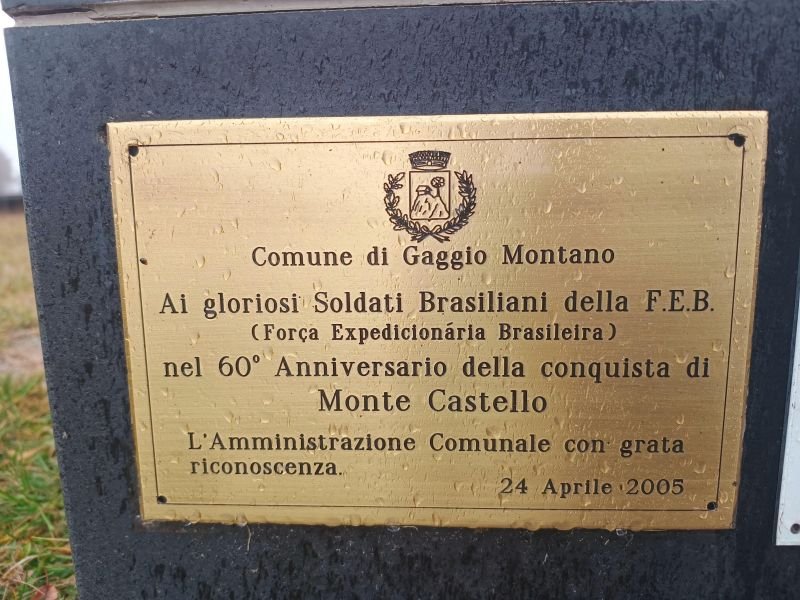 Comune di Gaggio Montano
Ai gloriosi Soldati Brasiliani della F.E.B.
(Força Expedicionária Brasileira)
nel 60° Anniversario della conquista di
Monte Castello
L'Amministrazione Comunale con grata
riconoscenza.
24 Aprile 2005